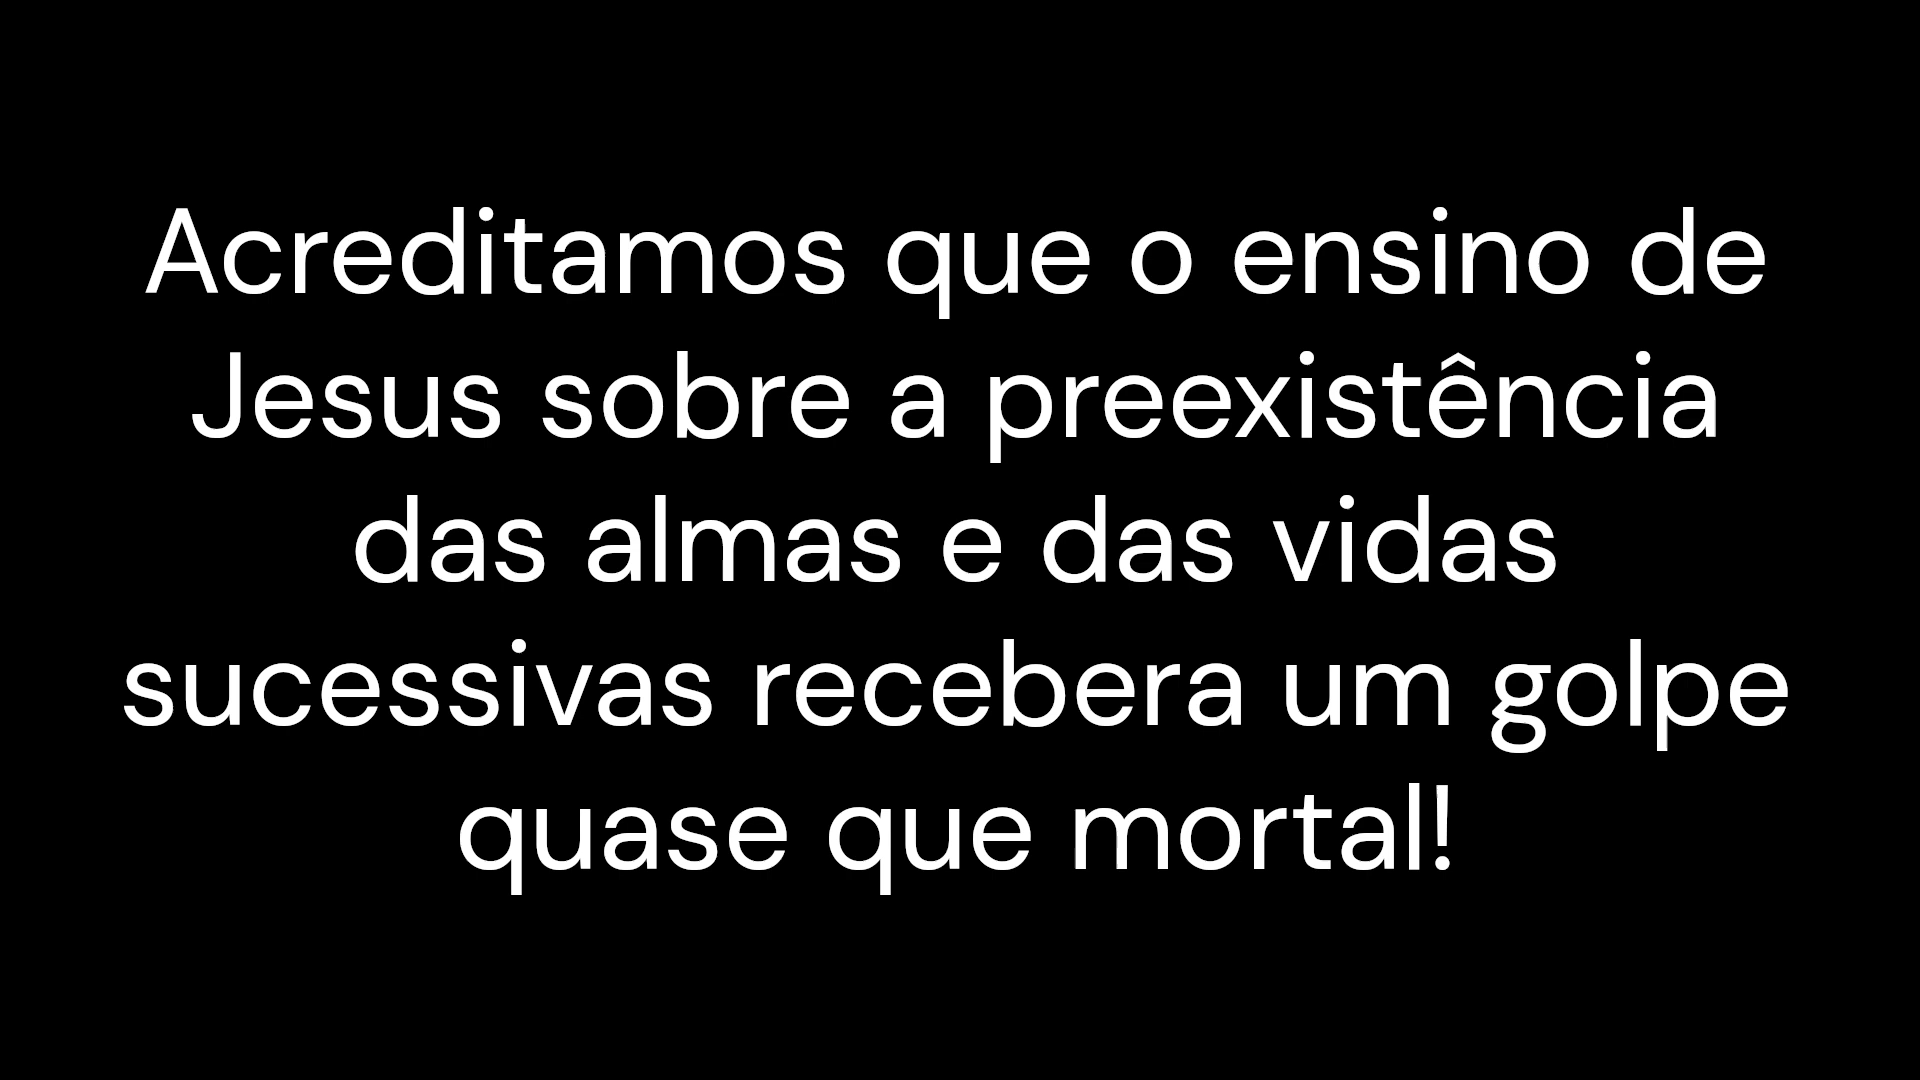 Acreditamos que o ensino de
Jesus sobre a preexistência
das almas e das vidas
sucessivas recebera um golpe
quase que mortal!